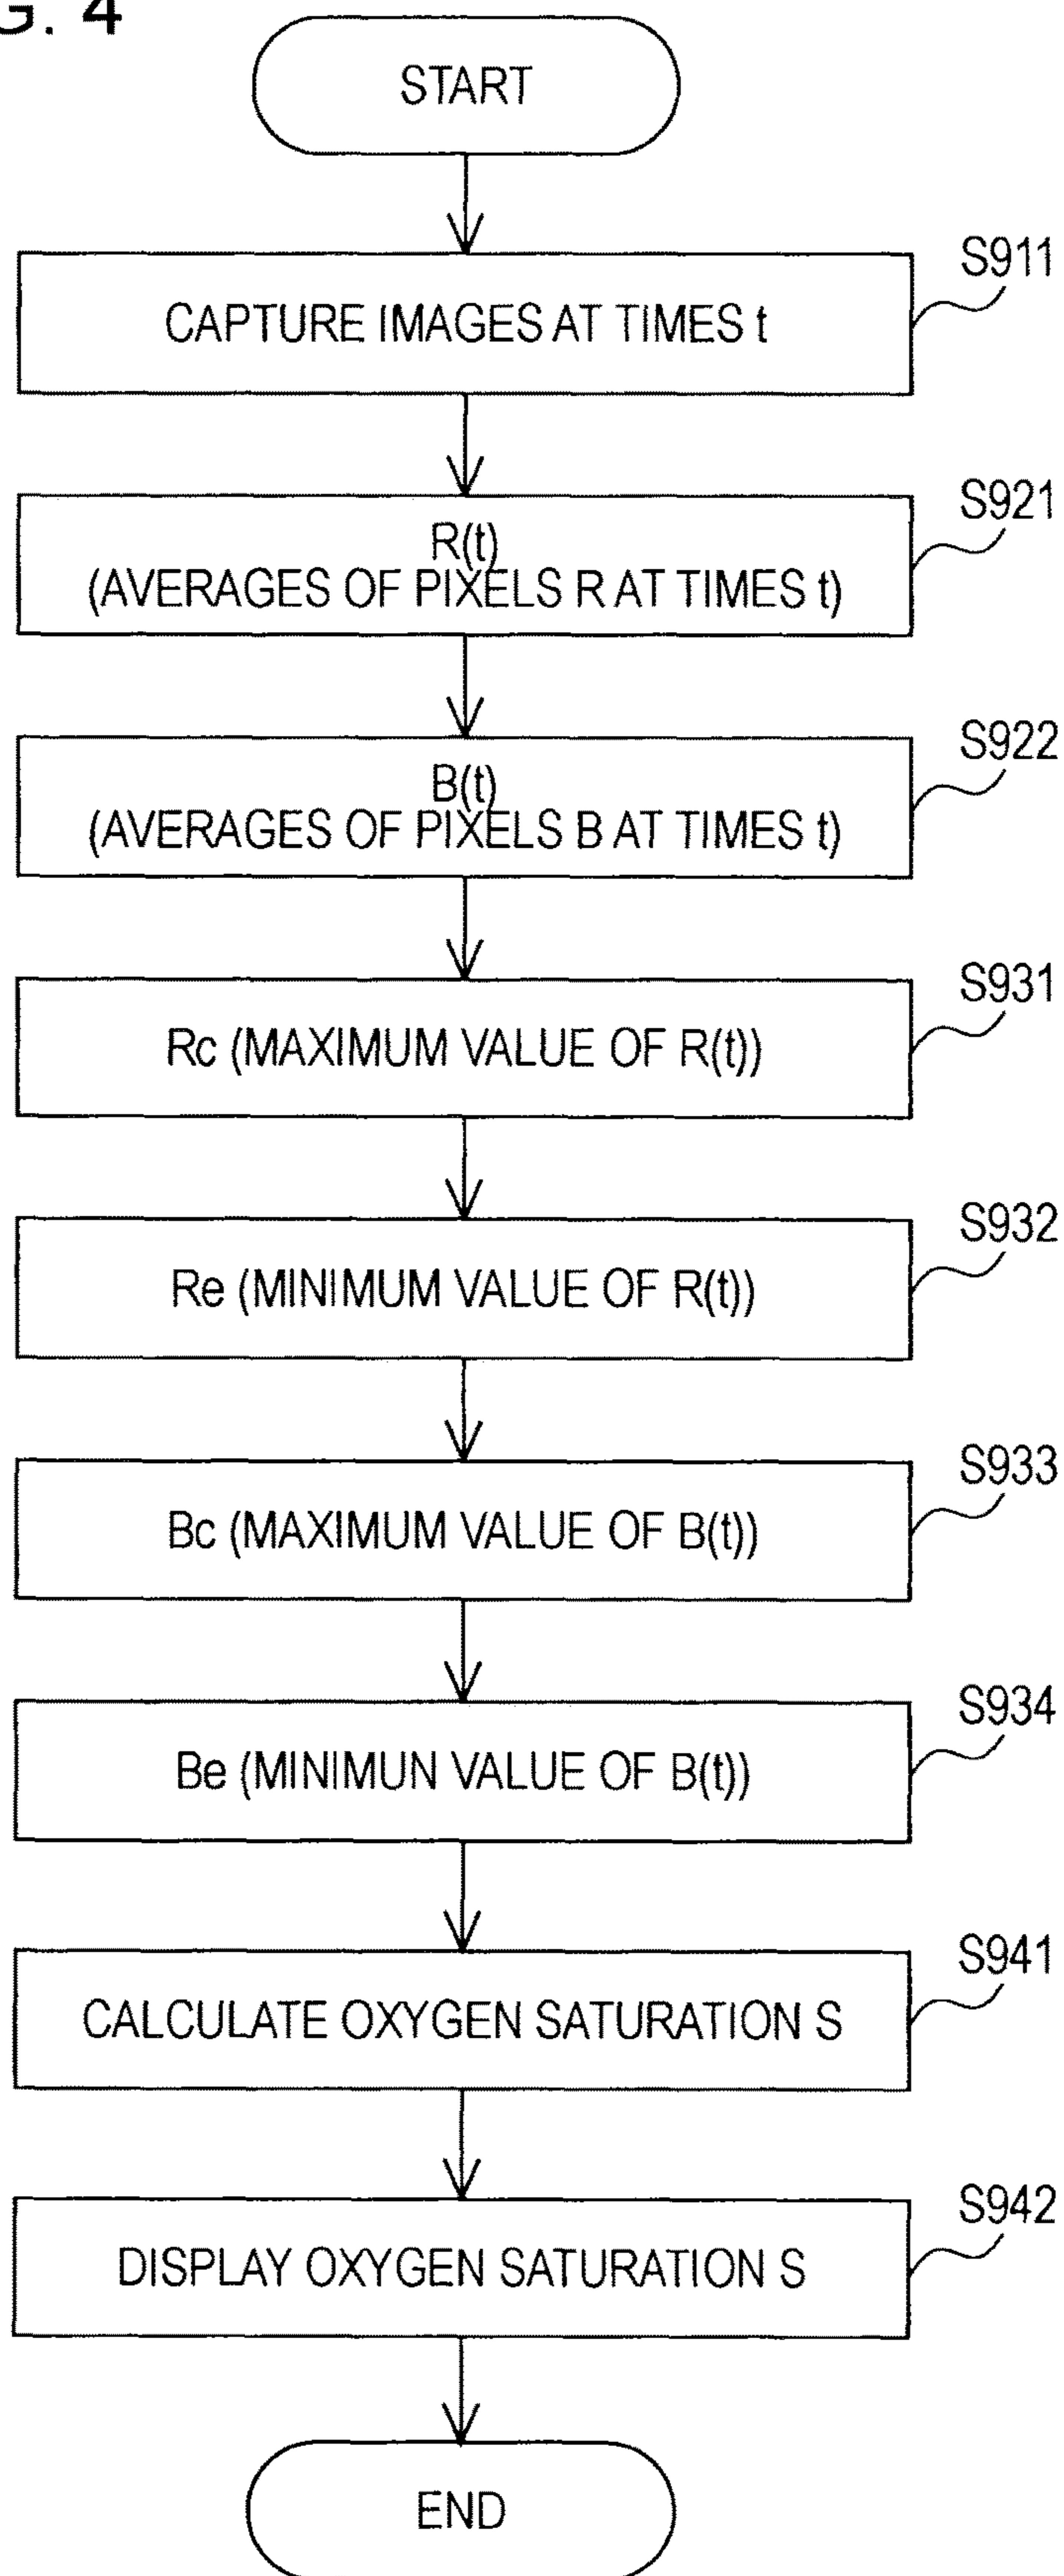 G. 4
START
CAPTURE IMAGES AT TIMES t
S911
R(t)
(AVERAGES OF PIXELS R AT TIMES t)
S921
B(t)
(AVERAGES OF PIXELS B AT TIMES t)
S922
Rc (MAXIMUM VALUE OF R(t))
S931
Re (MINIMUM VALUE OF R(t))
S932
Bc (MAXIMUM VALUE OF B(t))
S933
Be (MINIMUN VALUE OF B(t))
S934
CALCULATE OXYGEN SATURATION S
S941
DISPLAY OXYGEN SATURATION S
S942
END